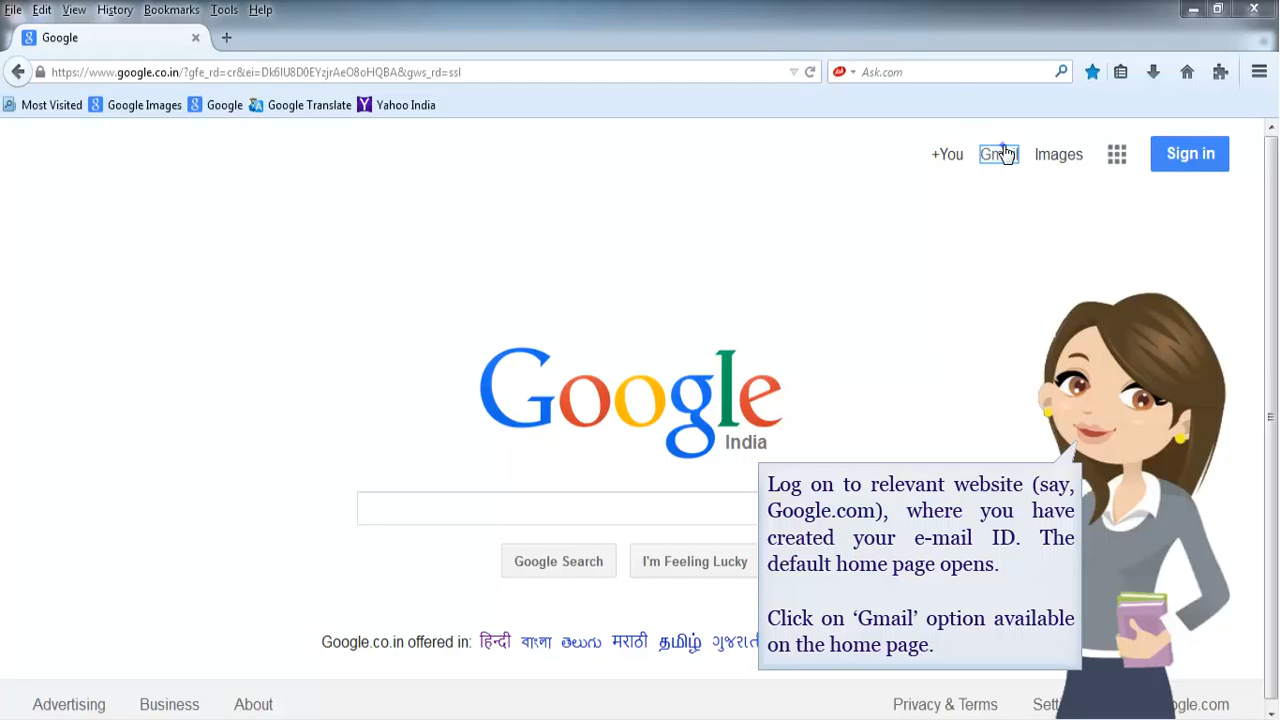 File Edit View History Bookmarks Tools Help
Google
https://www.google.co.in/?gfe_rd=cr&ei=Dk6IU8D0EYzjrAeO8oHQBA&gws_rd=ssl
Ask.com
Most Visited Google Images Google Google Translate Yahoo India
+You Images Sign in
Google
India
Log on to relevant website (say,
Google.com), where you have
created your e-mail ID. The
default home page opens.
Click on ‘Gmail’ option available
on the home page.
Google Search I'm Feeling Lucky
Google.co.in offered in: हिन्दी বাংলা తెలుగు मराठी தமிழ்
Advertising Business About Privacy & Terms